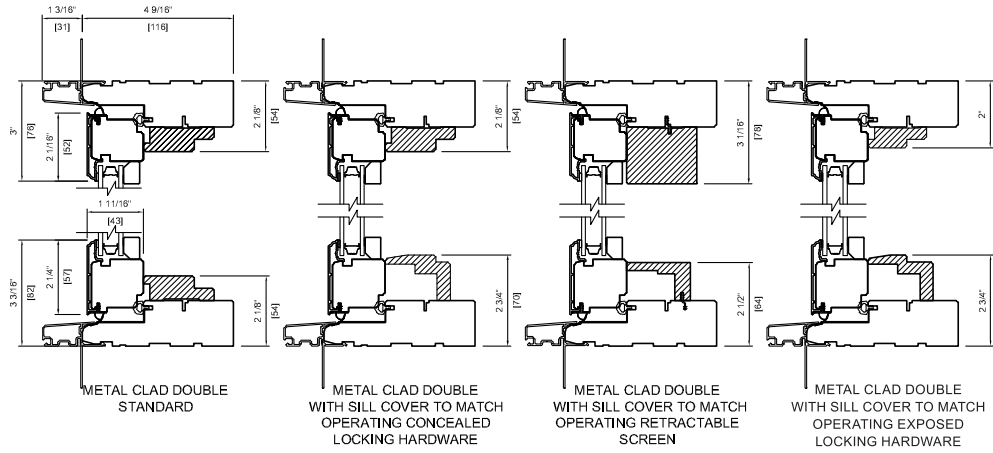 1 3/16"
[31]
4 9/16"
[116]
3"
[76]
2 1/16"
[52]
2 1/8"
[54]
2 1/8"
[54]
3 1/16"
[78]
2"
1 11/16"
[43]
3 3/16"
[82]
2 1/4"
[57]
2 1/8"
[54]
2 3/4"
[70]
2 1/2"
[64]
2 3/4"
METAL CLAD DOUBLE
STANDARD
METAL CLAD DOUBLE
WITH SILL COVER TO MATCH
OPERATING CONCEALED
LOCKING HARDWARE
METAL CLAD DOUBLE
WITH SILL COVER TO MATCH
OPERATING RETRACTABLE
SCREEN
METAL CLAD DOUBLE
WITH SILL COVER TO MATCH
OPERATING EXPOSED
LOCKING HARDWARE